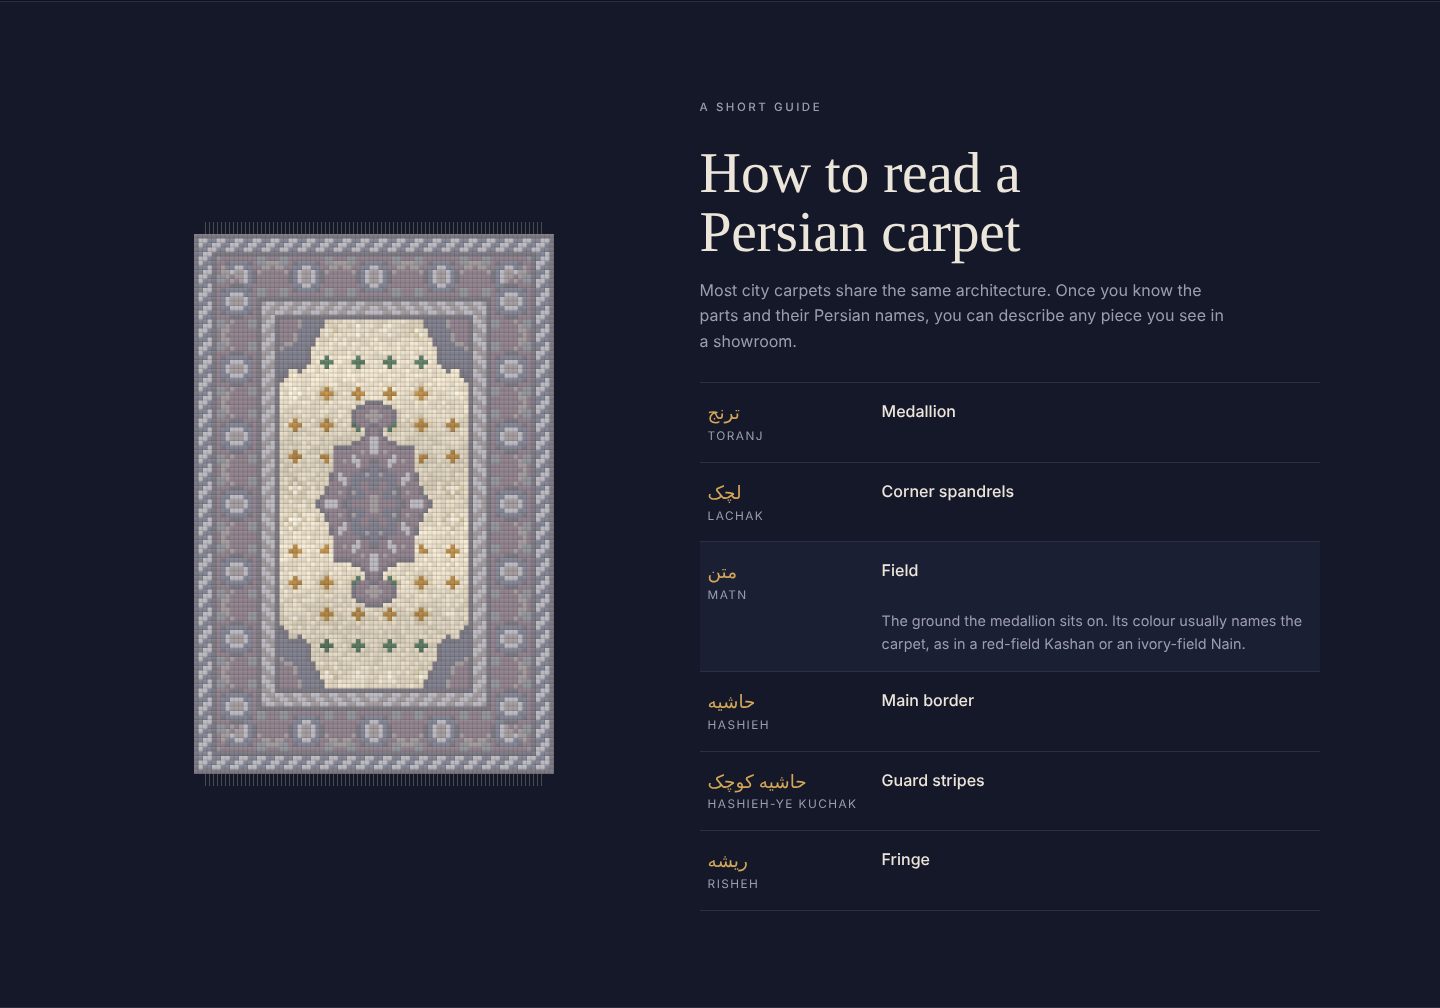 A SHORT GUIDE
How to read a
Persian carpet
Most city carpets share the same architecture. Once you know the
parts and their Persian names, you can describe any piece you see in
a showroom.
ترنج
TORANJ
Medallion
لچک
LACHAK
Corner spandrels
متن
MATN
Field
The ground the medallion sits on. Its colour usually names the
carpet, as in a red-field Kashan or an ivory-field Nain.
حاشیه
HASHIEH
Main border
حاشیه کوچک
HASHIEH-YE KUCHAK
Guard stripes
ریشه
RISHEH
Fringe